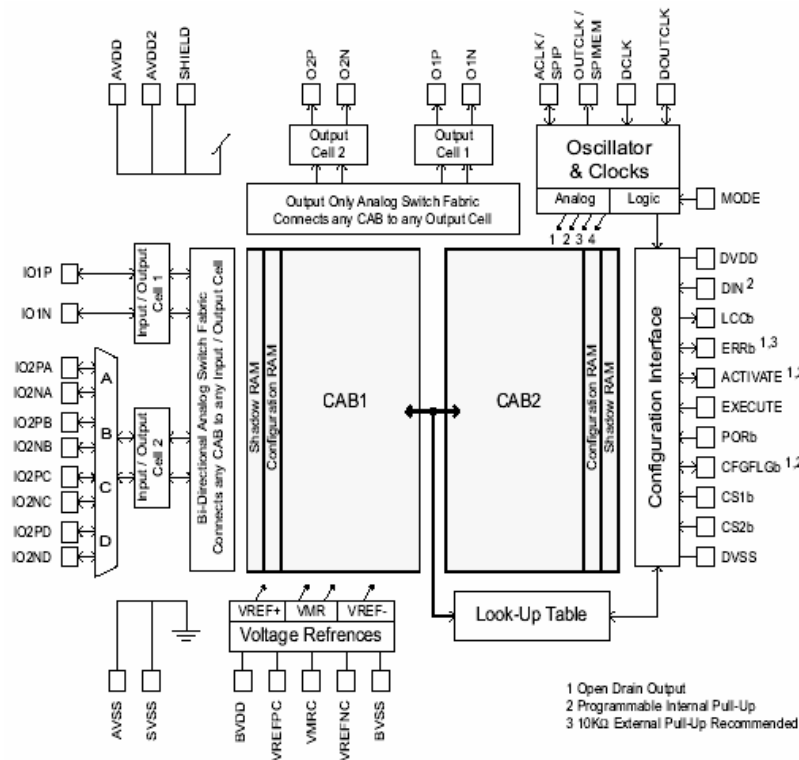 AVDD
AVDD2
SHIELD
O2P
O2N
O1P
O1N
ACLK /
SPIP
OUTCLK /
SPIMEM
DCLK
DOUTCLK
Output
Cell 2
Output
Cell 1
Oscillator
& Clocks
Analog
Logic
MODE
1 2 3 4
Output Only Analog Switch Fabric
Connects any CAB to any Output Cell
IO1P
IO1N
IO2PA
IO2NA
IO2PB
IO2NB
IO2PC
IO2NC
IO2PD
IO2ND
A
B
C
D
Input / Output
Cell 1
Input / Output
Cell 2
Bi-Directional Analog Switch Fabric
Connects any CAB to any Input / Output Cell
Shadow RAM
Configuration RAM
CAB1
CAB2
Configuration RAM
Shadow RAM
Configuration Interface
DVDD
DIN 2
LCCb
ERRb 1,3
ACTIVATE 1,
EXECUTE
PORb
CFGFLGb 1,2
CS1b
CS2b
DVSS
VREF+
VMR
VREF-
Voltage Refrences
Look-Up Table
AVSS
SVSS
BVDD
VREFPC
VMRC
VREFNC
BVSS
1 Open Drain Output
2 Programmable Internal Pull-Up
3 10KΩ External Pull-Up Recommended